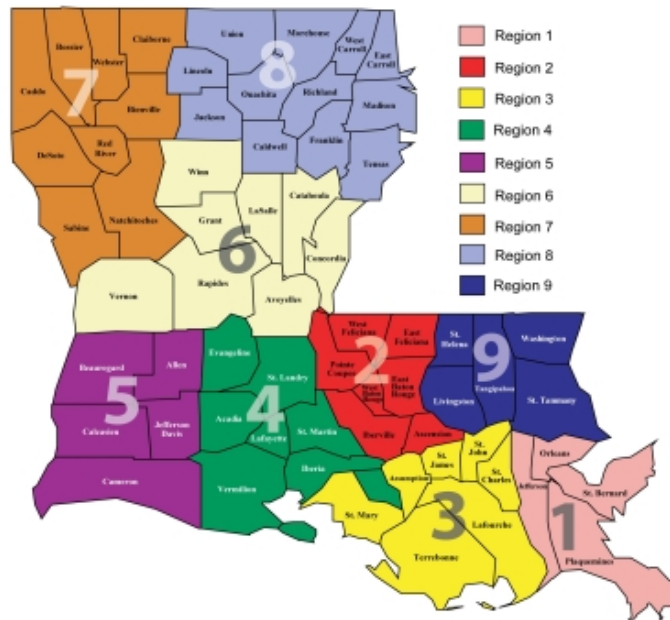 Union
Morehouse
West
Carroll
East
Carroll
Claiborne
Bossier
Webster
8
Lincoln
7
Caddo
Ouachita
Richland
Madison
Bienville
Jackson
Franklin
Caldwell
Tensas
DeSoto
Red
River
Winn
Catahoula
LaSalle
Natchitoches
Grant
Sabine
6
Concordia
Rapides
Vernon
Avoyelles
Region 1
Region 2
Region 3
Region 4
Region 5
Region 6
Region 7
Region 8
Region 9
West
Feliciana
East
Feliciana
St.
Helena
Washington
9
2
Evangeline
Beauregard
Allen
St. Landry
Pointe
Coupee
West
Baton
Rouge
East
Baton
Rouge
Tangipahoa
Livingston
St. Tammany
5
4
Acadia
Calcasieu
Jefferson
Davis
Lafayette
St. Martin
Iberville
Ascension
St.
John
Orleans
St.
James
Iberia
Cameron
Vermilion
Assumption
St.
Charles
Jefferson
St. Bernard
St. Mary
3
Lafourche
1
Terrebonne
Plaquemines